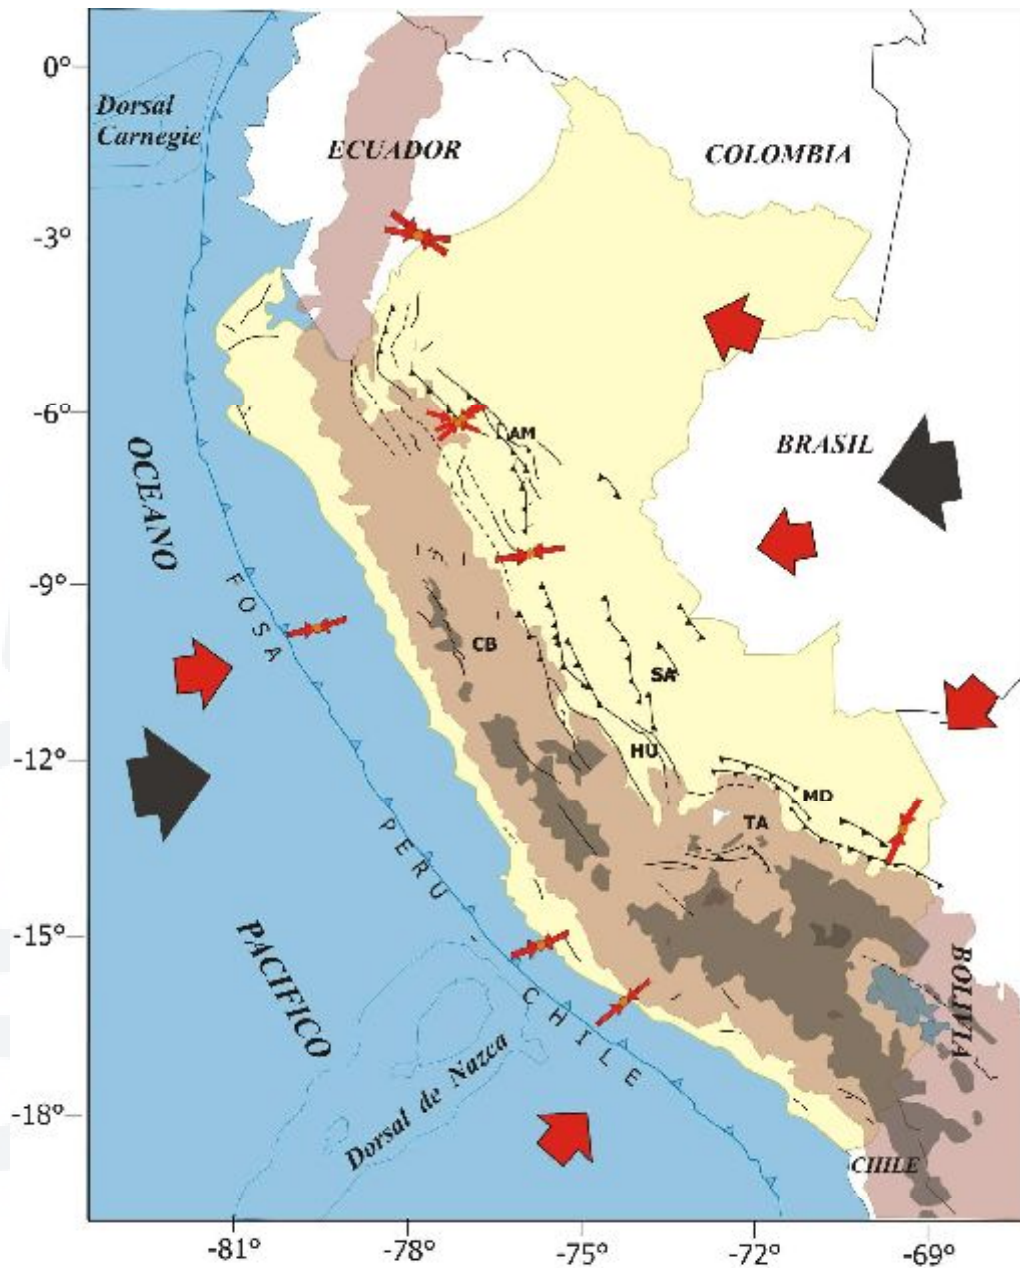 0°
-3°
-6°
-9°
-12°
-15°
-18°
-81°
-78°
-75°
-72°
-69°
Dorsal
Carnegie
ECUADOR
COLOMBIA
BRASIL
OCEANO
PACIFICO
FOSA
PERU
CHILE
AM
CB
SA
HU
MD
TA
Dorsal de Nazca
BOLIVIA
CHILE